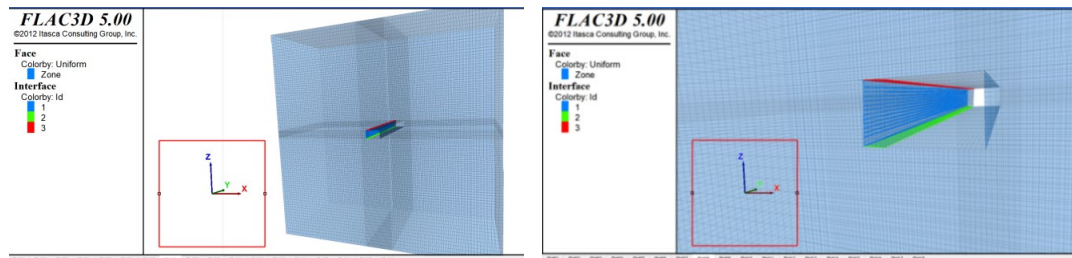 FLAC3D 5.00
©2012 Itasca Consulting Group, Inc.
Face
Colorby: Uniform
Zone
Interface
Colorby: Id
1
2
3
Z
Y
X
FLAC3D 5.00
©2012 Itasca Consulting Group, Inc.
Face
Colorby: Uniform
Zone
Interface
Colorby: Id
1
2
3
Z
Y
X